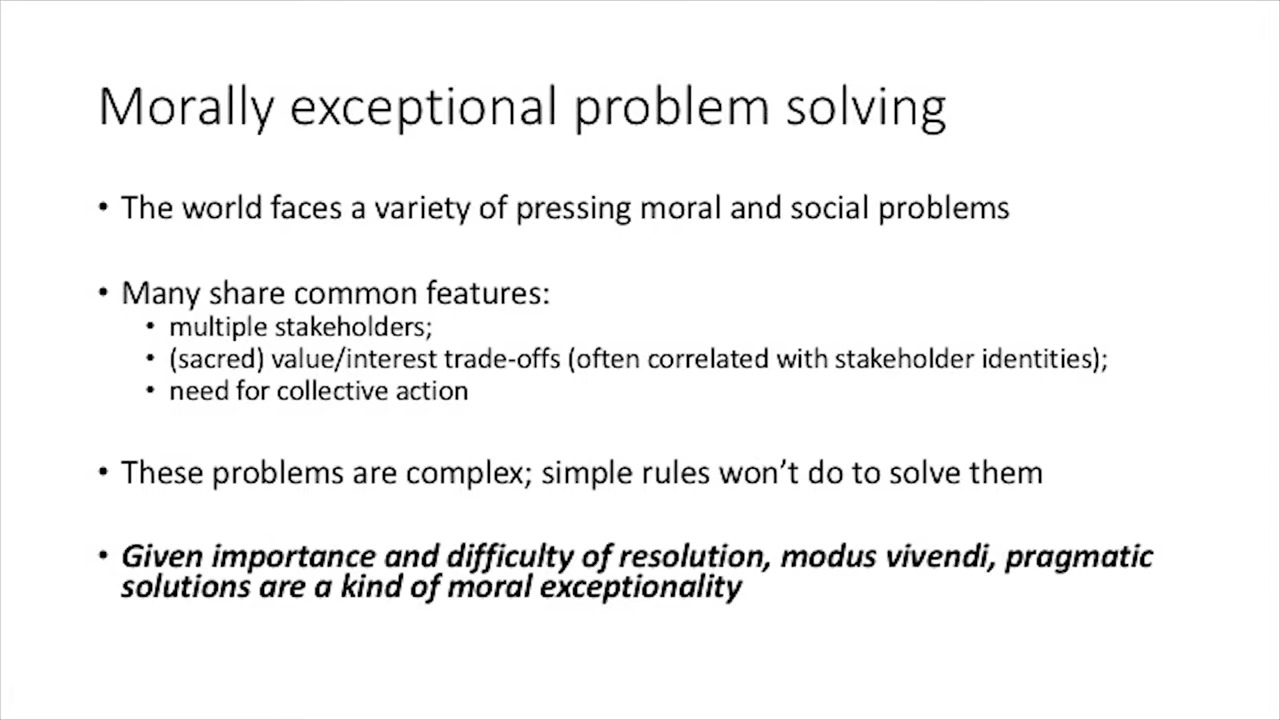 Morally exceptional problem solving
• The world faces a variety of pressing moral and social problems
• Many share common features:
• multiple stakeholders;
• (sacred) value/interest trade-offs (often correlated with stakeholder identities);
• need for collective action
• These problems are complex; simple rules won’t do to solve them
• Given importance and difficulty of resolution, modus vivendi, pragmatic
solutions are a kind of moral exceptionality